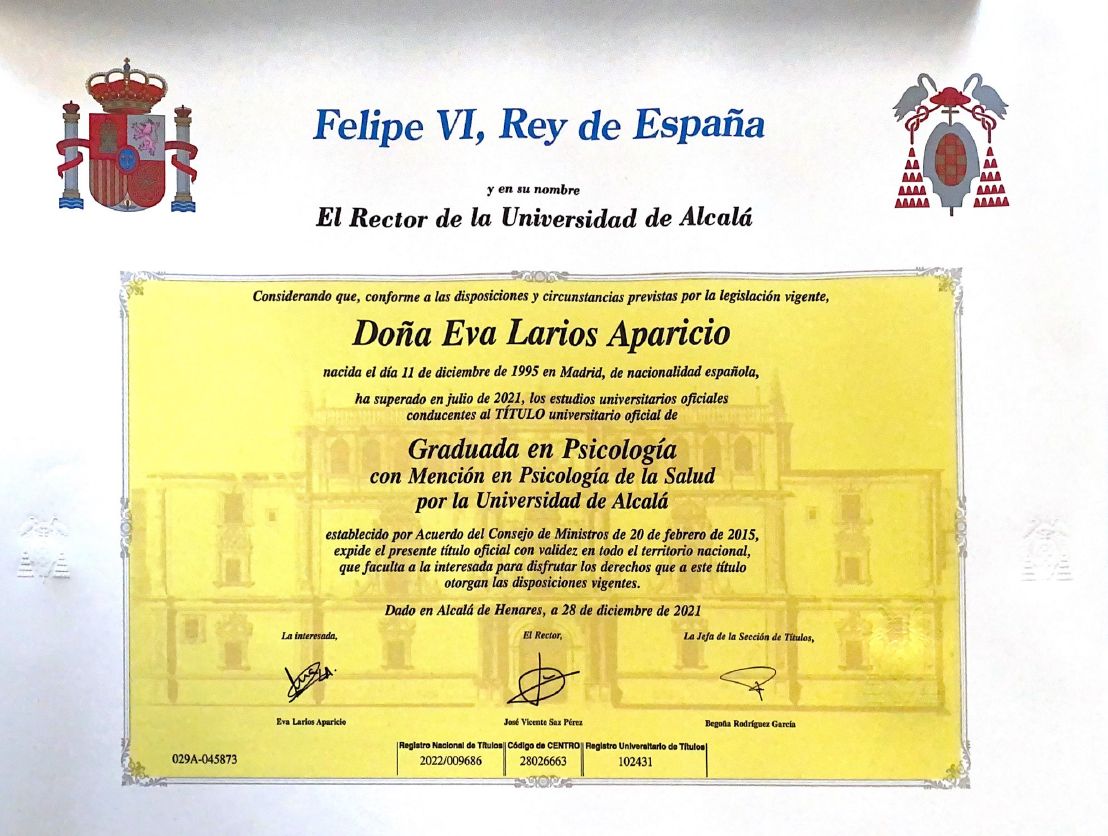 Felipe VI, Rey de España
y en su nombre
El Rector de la Universidad de Alcalá
Considerando que, conforme a las disposiciones y circunstancias previstas por la legislación vigente,
Doña Eva Larios Aparicio
nacida el día 11 de diciembre de 1995 en Madrid, de nacionalidad española,
ha superado en julio de 2021, los estudios universitarios oficiales
conducentes al TÍTULO universitario oficial de
Graduada en Psicología
con Mención en Psicología de la Salud
por la Universidad de Alcalá
establecido por Acuerdo del Consejo de Ministros de 20 de febrero de 2015,
expide el presente título oficial con validez en todo el territorio nacional,
que faculta a la interesada para disfrutar los derechos que a este título
otorgan las disposiciones vigentes.
Dado en Alcalá de Henares, a 28 de diciembre de 2021
La interesada,
El Rector,
La Jefa de la Sección de Títulos,
Eva Larios Aparicio
José Vicente Saz Pérez
Begoña Rodríguez García
029A-045873
Registro Nacional de Títulos
2022/009686
Código de CENTRO
28026663
Registro Universitario de Títulos
102431